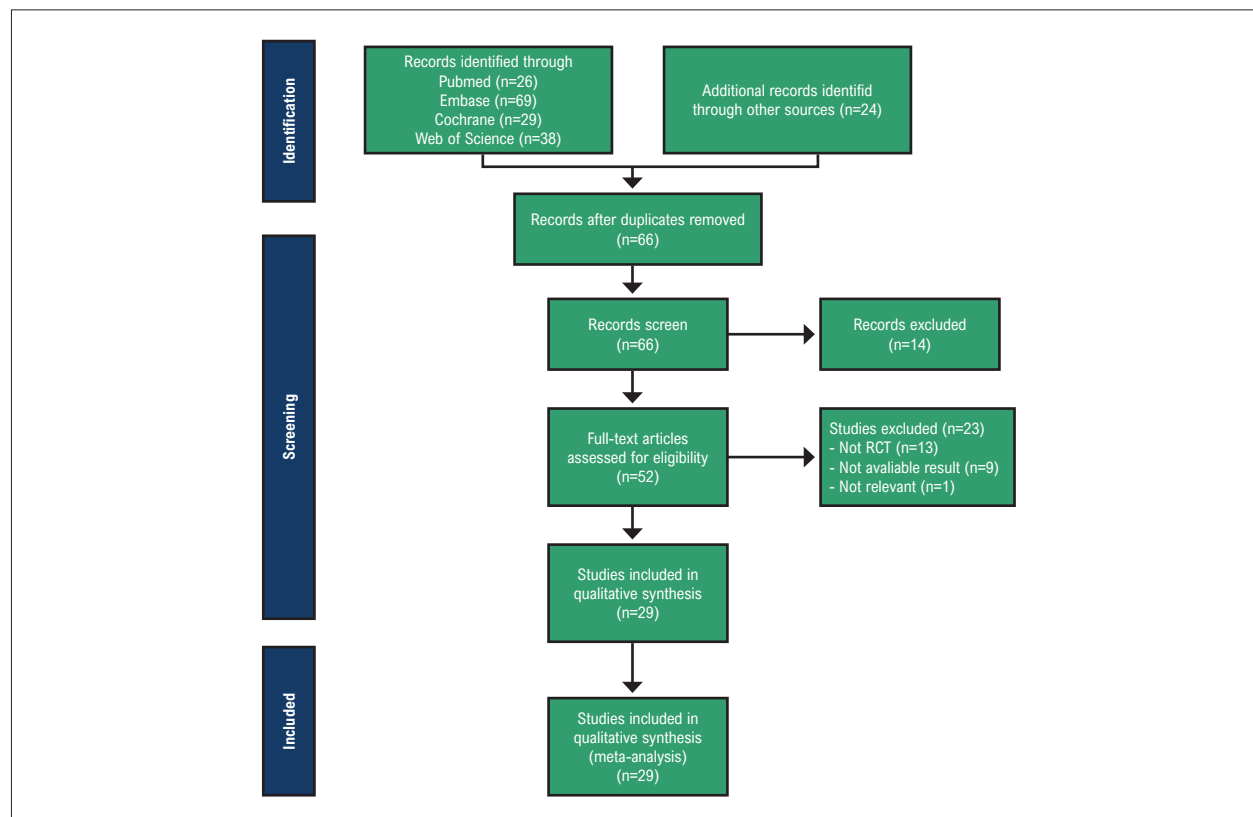 Identification
Records identified through
Pubmed (n=26)
Embase (n=69)
Cochrane (n=29)
Web of Science (n=38)
Additional records identifid
through other sources (n=24)
Records after duplicates removed
(n=66)
Screening
Records screen
(n=66)
Records excluded
(n=14)
Full-text articles
assessed for eligibility
(n=52)
Studies excluded (n=23)
- Not RCT (n=13)
- Not avaliable result (n=9)
- Not relevant (n=1)
Studies included in
qualitative synthesis
(n=29)
Included
Studies included in
qualitative synthesis
(meta-analysis)
(n=29)